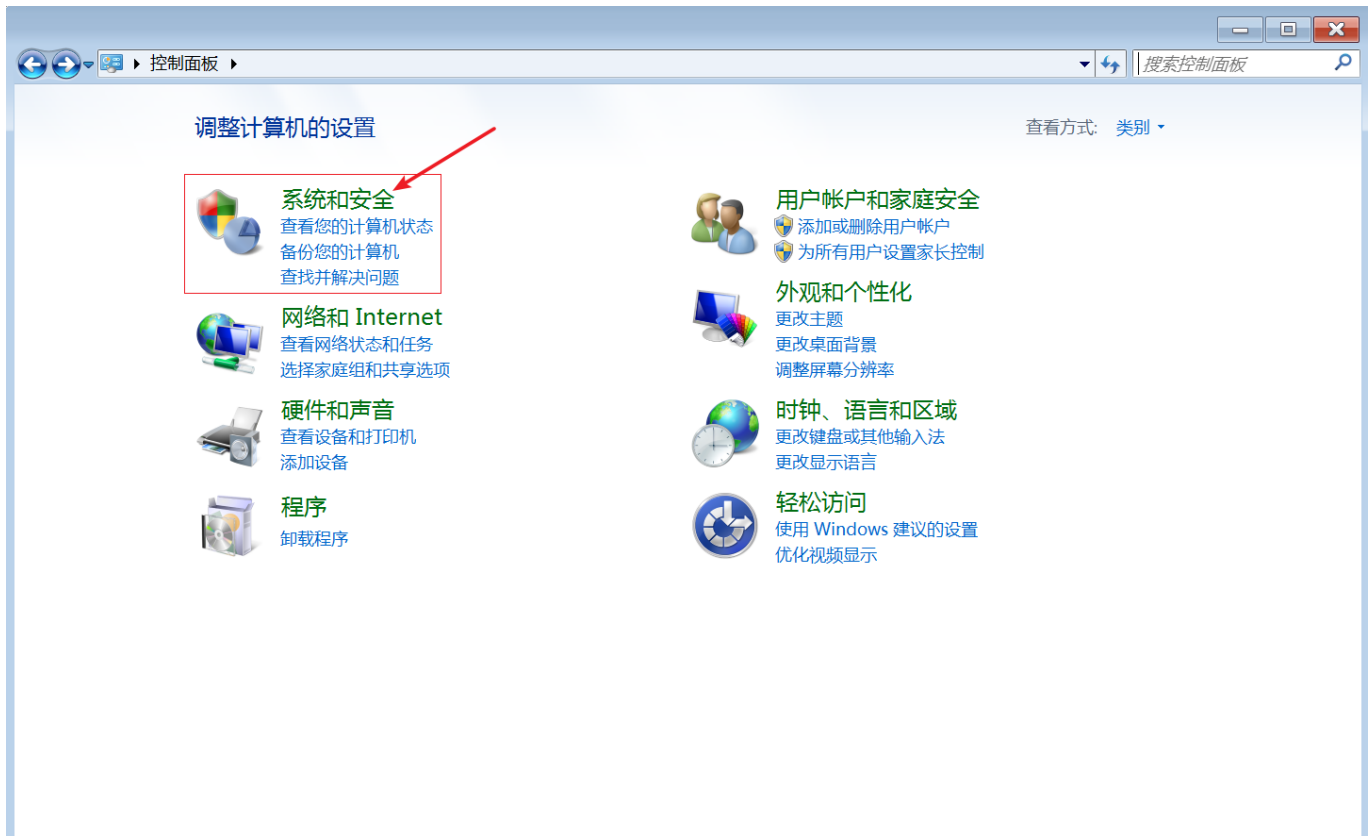 控制面板
搜索控制面板
调整计算机的设置
查看方式: 类别
系统和安全
查看您的计算机状态
备份您的计算机
查找并解决问题
网络和 Internet
查看网络状态和任务
选择家庭组和共享选项
硬件和声音
查看设备和打印机
添加设备
程序
卸载程序
用户帐户和家庭安全
添加或删除用户帐户
为所有用户设置家长控制
外观和个性化
更改主题
更改桌面背景
调整屏幕分辨率
时钟、语言和区域
更改键盘或其他输入法
更改显示语言
轻松访问
使用 Windows 建议的设置
优化视频显示